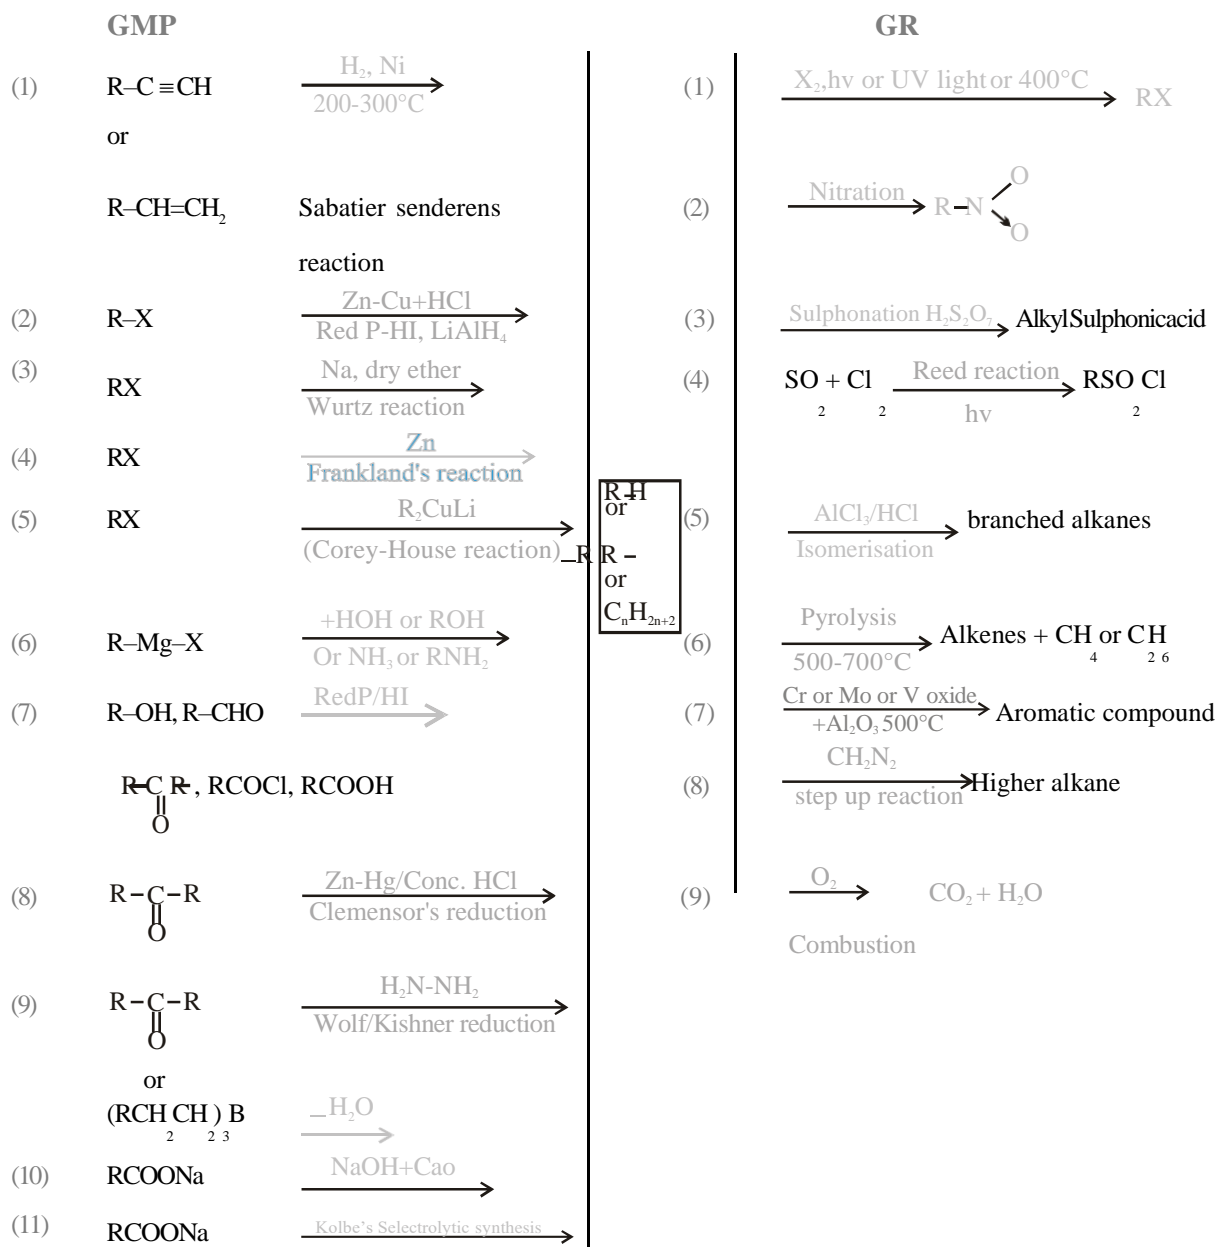 GMP
(1) R–C≡CH H₂, Ni
200-300°C
or
R–CH=CH₂ Sabatier senderens
reaction
(2) R–X Zn-Cu+HCl
Red P-HI, LiAlH₄
(3) RX Na, dry ether
Wurtz reaction
(4) RX Zn
Frankland's reaction
(5) RX R₂CuLi
(Corey-House reaction)
(6) R–Mg–X +HOH or ROH
Or NH₃ or RNH₂
(7) R–OH, R–CHO RedP/HI
R–C R–, RCOCl, RCOOH
O
(8) R–C–R Zn-Hg/Conc. HCl
O Clemensor's reduction
(9) R–C–R H₂N-NH₂
O Wolf/Kishner reduction
or
(RCH₂CH₂)₃B –H₂O
(10) RCOONa NaOH+Cao
(11) RCOONa Kolbe's Selectrolytic synthesis
R–H
or
–R R–
or
CₙH₂ₙ₊₂
GR
(1) X₂,hv or UV light or 400°C RX
(2) Nitration R–N O
O
(3) Sulphonation H₂S₂O₇ Alkyl Sulphonicacid
(4) SO₂ + Cl₂ Reed reaction RSO₂Cl
hv
(5) AlCl₃/HCl branched alkanes
Isomerisation
(6) Pyrolysis Alkenes + CH₄ or C₂H₆
500-700°C
(7) Cr or Mo or V oxide Aromatic compound
+Al₂O₃ 500°C
(8) CH₂N₂ Higher alkane
step up reaction
(9) O₂ CO₂ + H₂O
Combustion